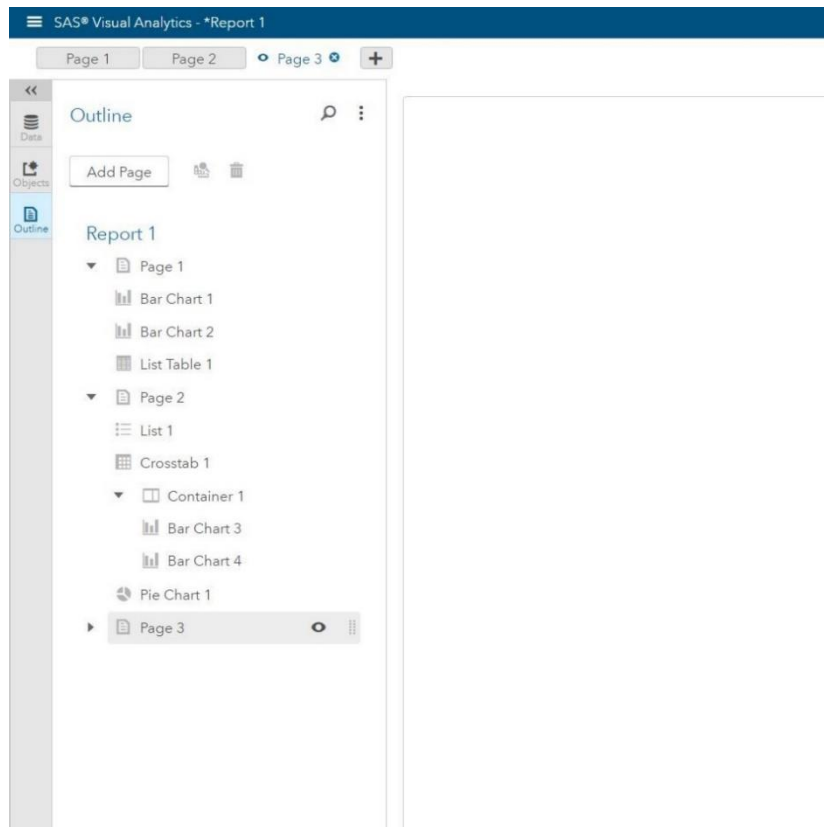 SAS® Visual Analytics - *Report 1
Page 1 Page 2 Page 3 +
<<
Data
Objects
Outline
Outline
Add Page
Report 1
Page 1
Bar Chart 1
Bar Chart 2
List Table 1
Page 2
List 1
Crosstab 1
Container 1
Bar Chart 3
Bar Chart 4
Pie Chart 1
Page 3